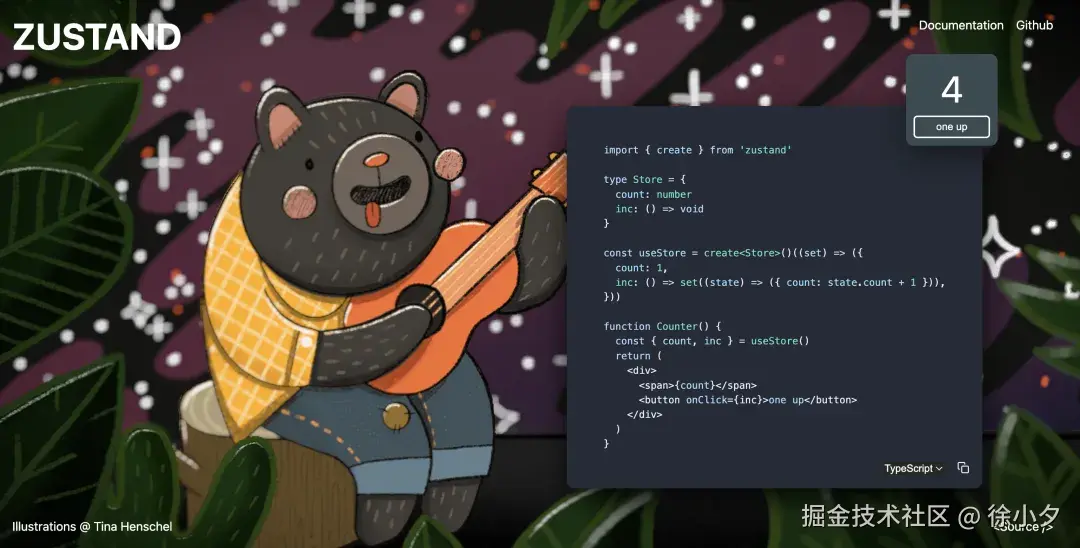 ZUSTAND
Documentation Github
4
one up
import { create } from 'zustand'
type Store = {
count: number
inc: () => void
}
const useStore = create<Store>()((set) => ({
count: 1,
inc: () => set((state) => ({ count: state.count + 1 })),
}))
function Counter() {
const { count, inc } = useStore()
return (
<div>
<span>{count}</span>
<button onClick={inc}>one up</button>
</div>
)
}
TypeScript
Illustrations @ Tina Henschel
<Source />
掘金技术社区 @ 徐小夕